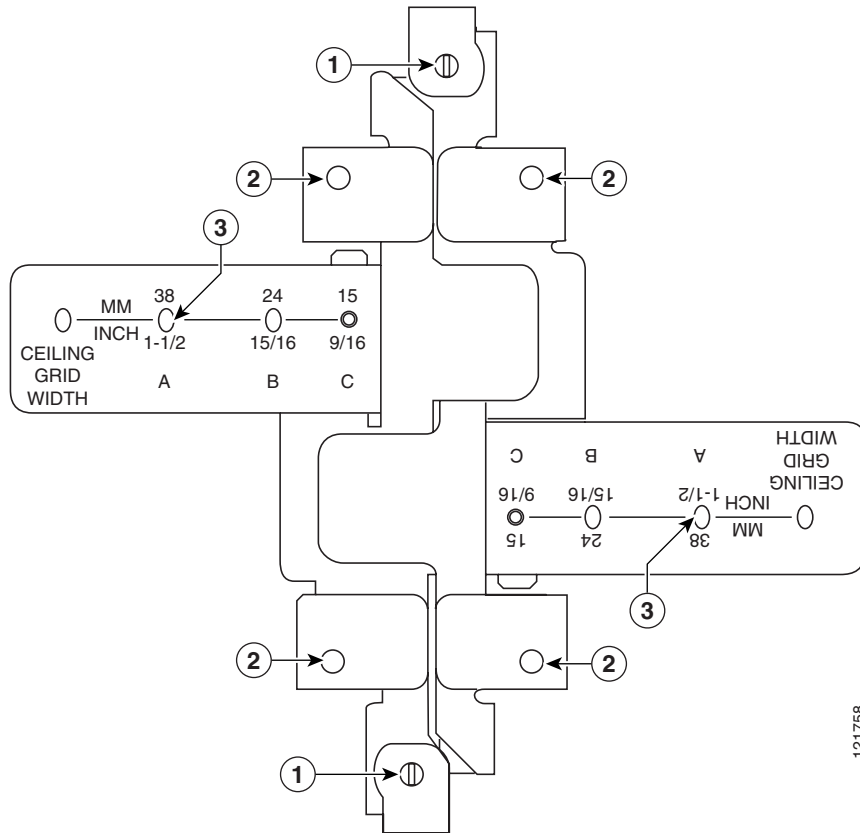 1
2
2
3
38
24
15
MM
INCH
1-1/2
15/16
9/16
CEILING
GRID
WIDTH
A
B
C
CEILING
GRID
WIDTH
A
B
C
INCH
1-1/2
15/16
9/16
MM
38
24
15
3
2
2
1
121758